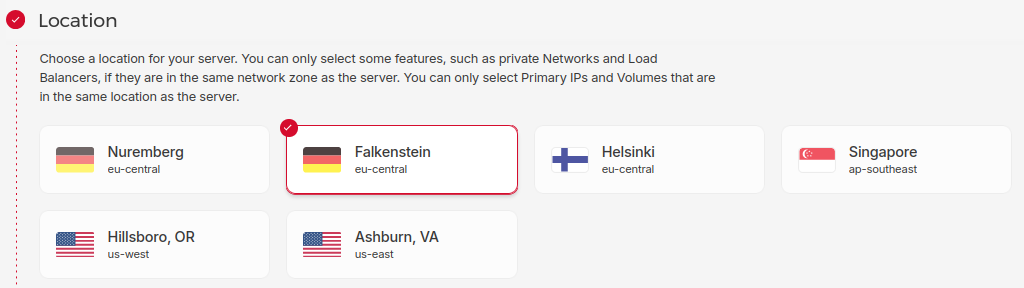 Location
Choose a location for your server. You can only select some features, such as private Networks and Load
Balancers, if they are in the same network zone as the server. You can only select Primary IPs and Volumes that are
in the same location as the server.
Nuremberg
eu-central
Falkenstein
eu-central
Helsinki
eu-central
Singapore
ap-southeast
Hillsboro, OR
us-west
Ashburn, VA
us-east